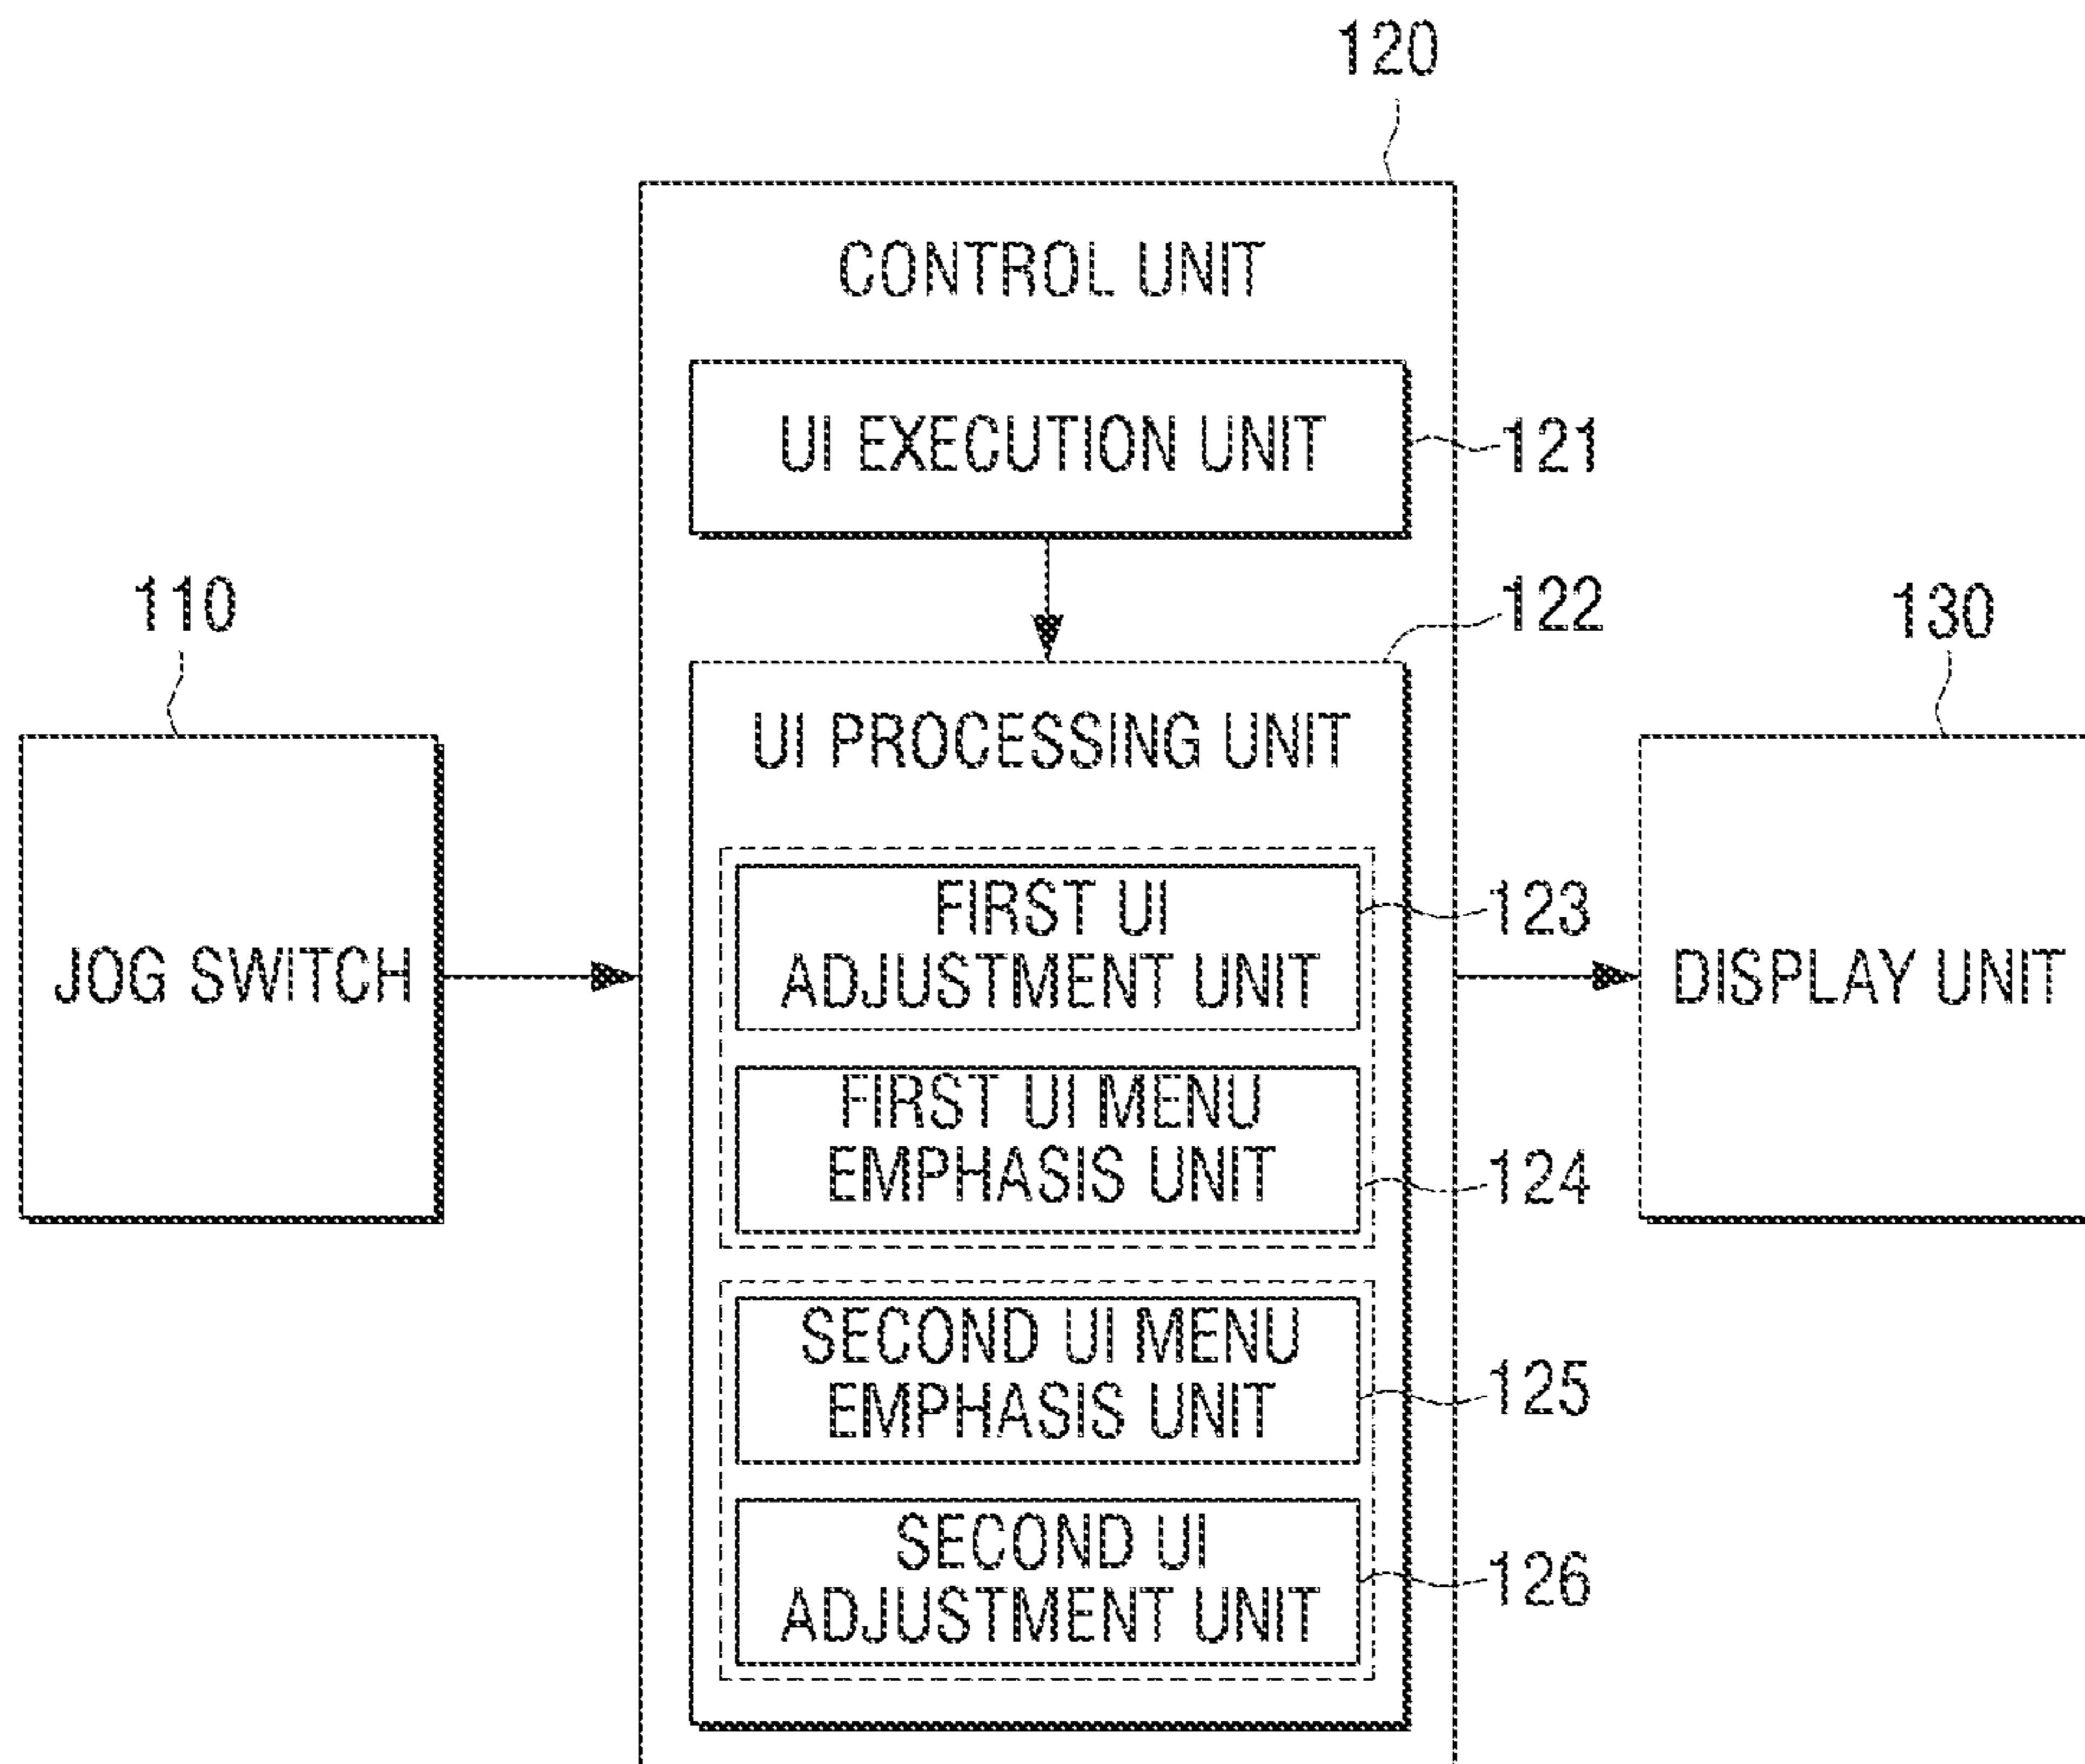 120
CONTROL UNIT
UI EXECUTION UNIT
121
110
122
130
UI PROCESSING UNIT
JOG SWITCH
FIRST UI
ADJUSTMENT UNIT
123
DISPLAY UNIT
FIRST UI MENU
EMPHASIS UNIT
124
SECOND UI MENU
EMPHASIS UNIT
125
SECOND UI
ADJUSTMENT UNIT
126